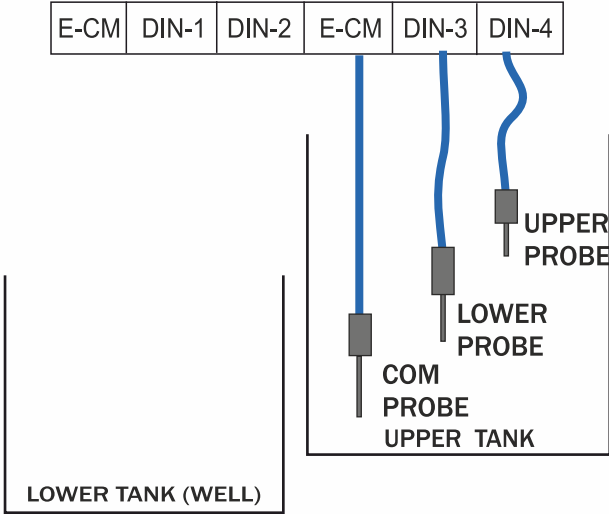 E-CM DIN-1 DIN-2 E-CM DIN-3 DIN-4
UPPER
PROBE
LOWER
PROBE
COM
PROBE
UPPER TANK
LOWER TANK (WELL)